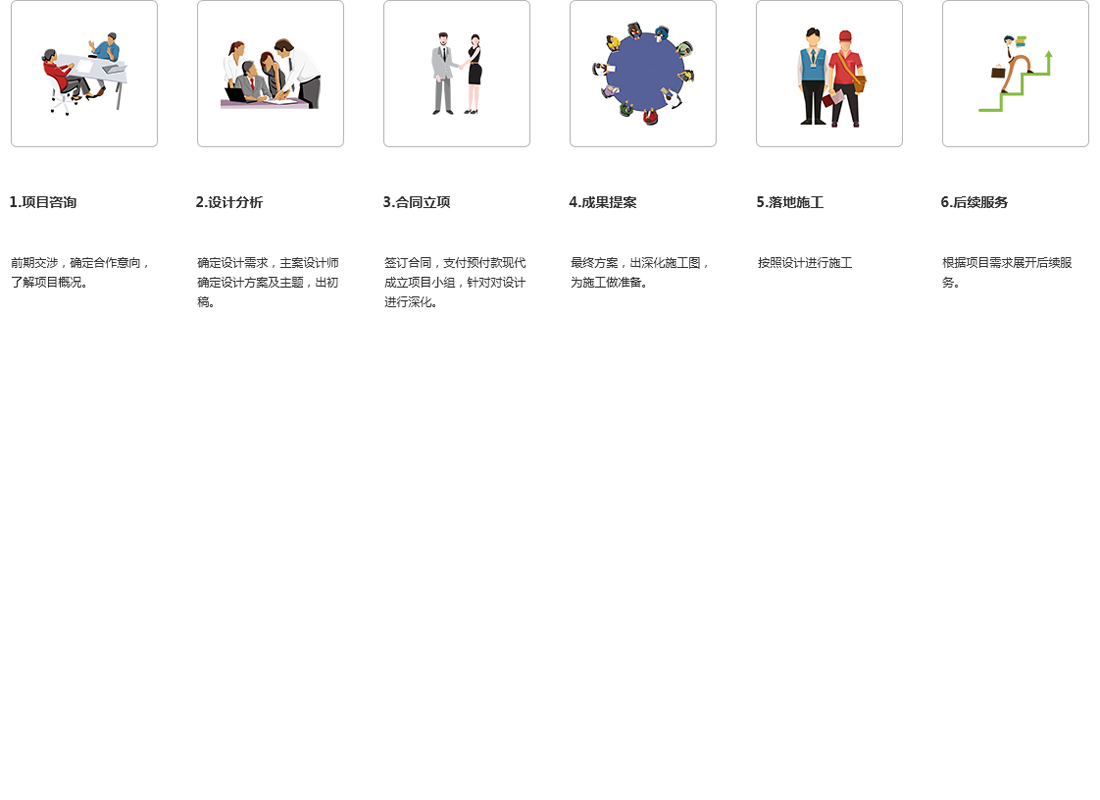 1.项目咨询
前期交涉，确定合作意向，
了解项目概况。
2.设计分析
确定设计需求，主案设计师
确定设计方案及主题，出初
稿。
3.合同立项
签订合同，支付预付款现代
成立项目小组，针对对设计
进行深化。
4.成果提案
最终方案，出深化施工图，
为施工做准备。
5.落地施工
按照设计进行施工
6.后续服务
根据项目需求展开后续服
务。